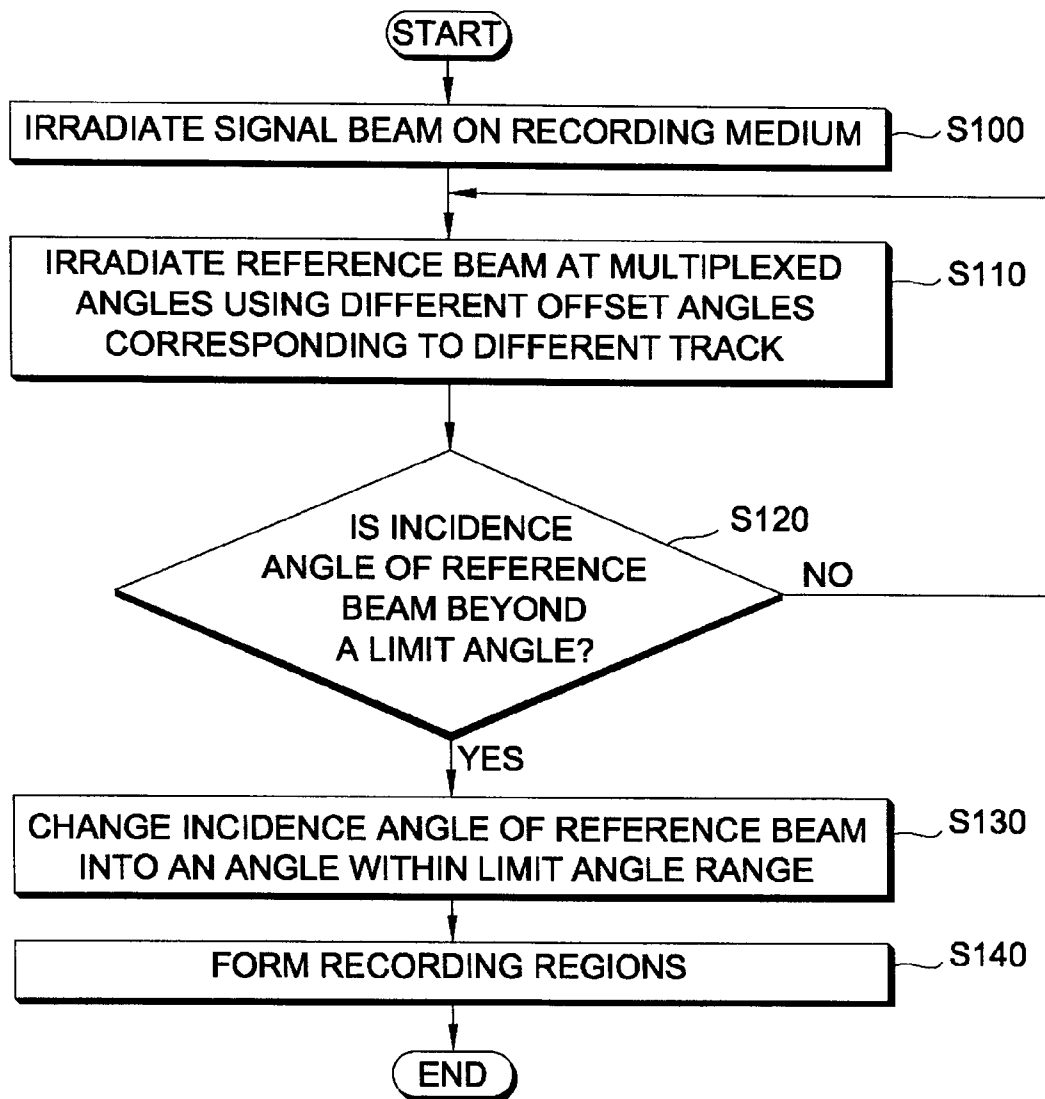 START
IRRADIATE SIGNAL BEAM ON RECORDING MEDIUM
S100
IRRADIATE REFERENCE BEAM AT MULTIPLEXED
ANGLES USING DIFFERENT OFFSET ANGLES
CORRESPONDING TO DIFFERENT TRACK
S110
IS INCIDENCE
ANGLE OF REFERENCE
BEAM BEYOND
A LIMIT ANGLE?
S120
NO
YES
CHANGE INCIDENCE ANGLE OF REFERENCE BEAM
INTO AN ANGLE WITHIN LIMIT ANGLE RANGE
S130
FORM RECORDING REGIONS
S140
END